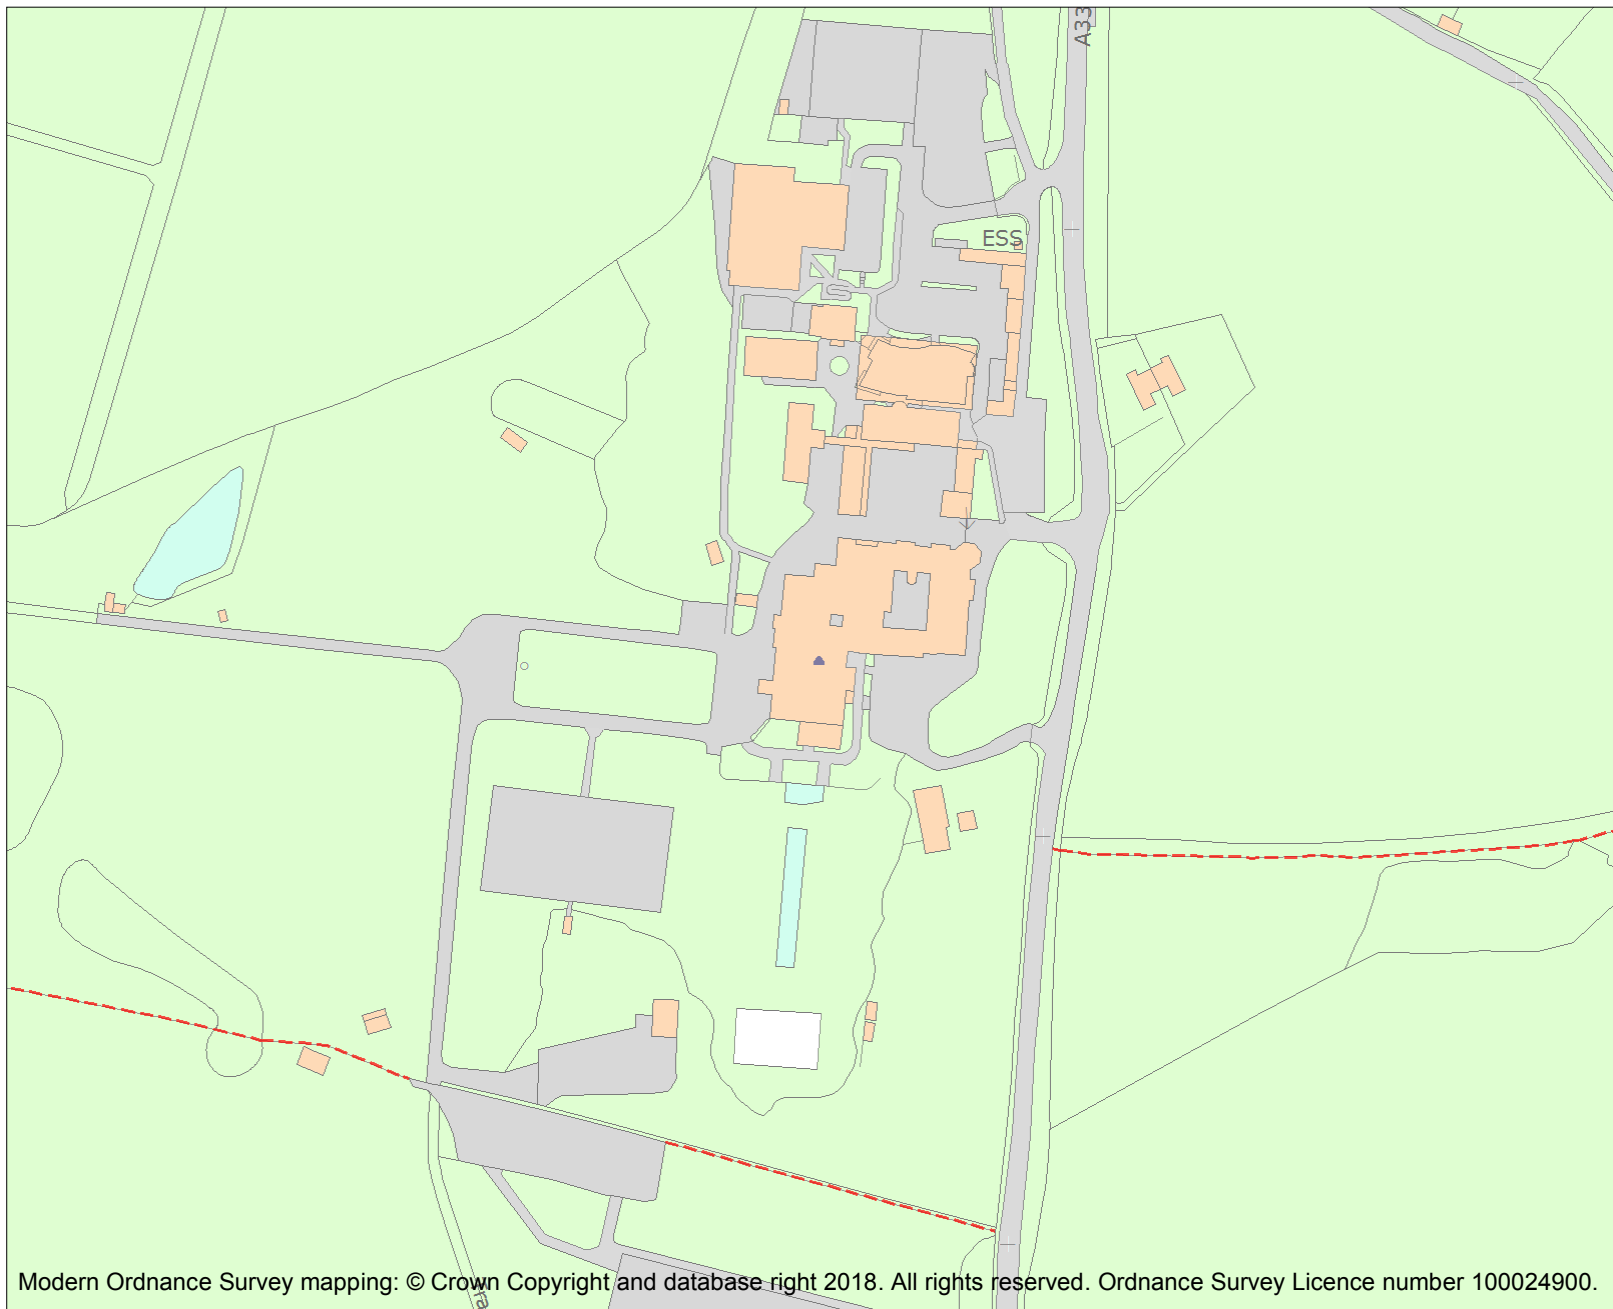 A33
ESS
Modern Ordnance Survey mapping: © Crown Copyright and database right 2018. All rights reserved. Ordnance Survey Licence number 100024900.